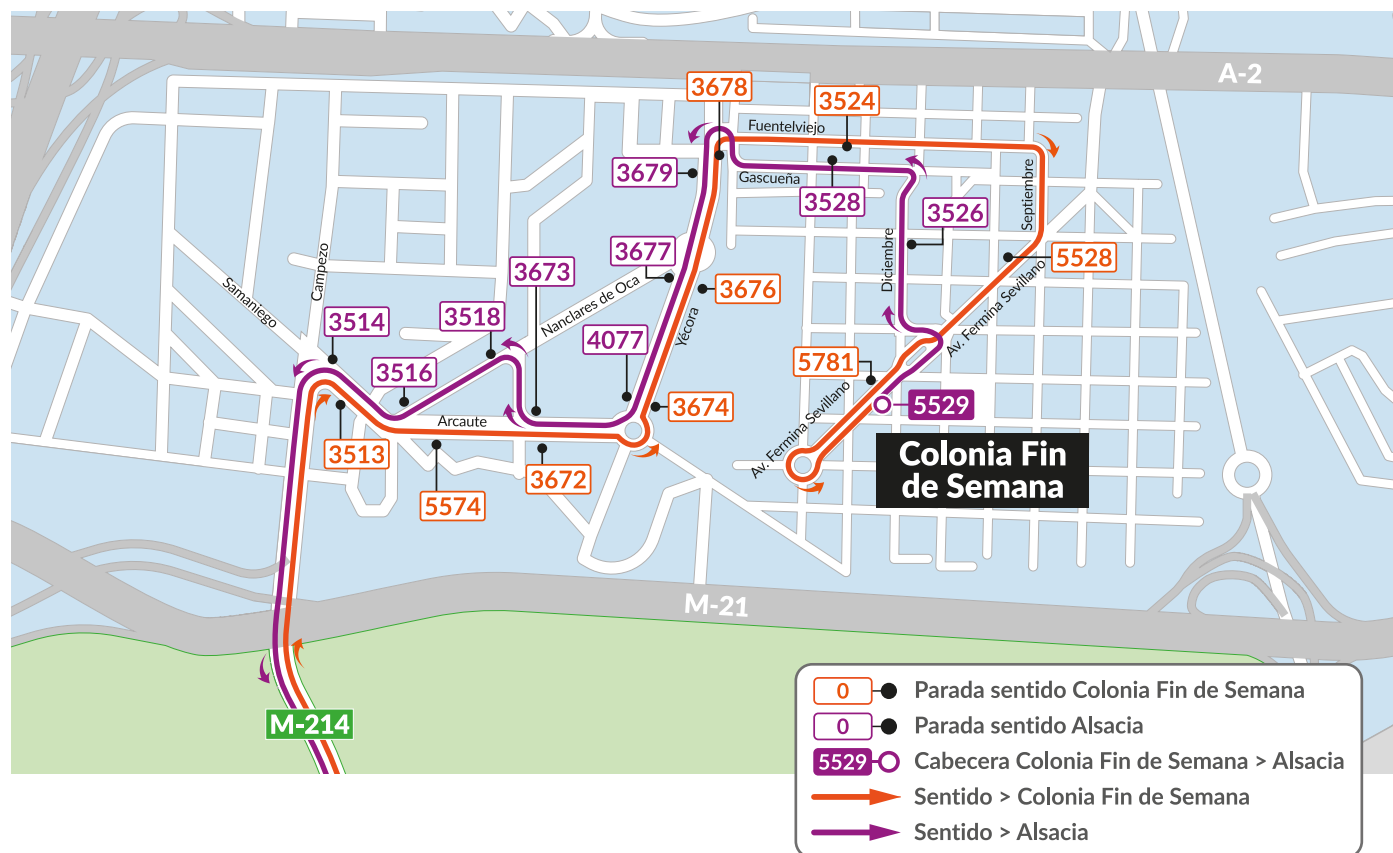 A-2
3678
3524
Fuentelviejo
3679
Gascueña
3528
3526
Septiembre
3677
5528
3673
Campezo
Diciembre
3676
Samaniego
Nanclares de Oca
3518
3514
4077
Yécora
Av. Fermina Sevillano
5781
3516
3674
5529
Arcaute
Av. Fermina Sevillano
3513
3672
5574
Colonia Fin
de Semana
M-21
M-214
0 Parada sentido Colonia Fin de Semana
0 Parada sentido Alsacia
5529 Cabecera Colonia Fin de Semana > Alsacia
Sentido > Colonia Fin de Semana
Sentido > Alsacia